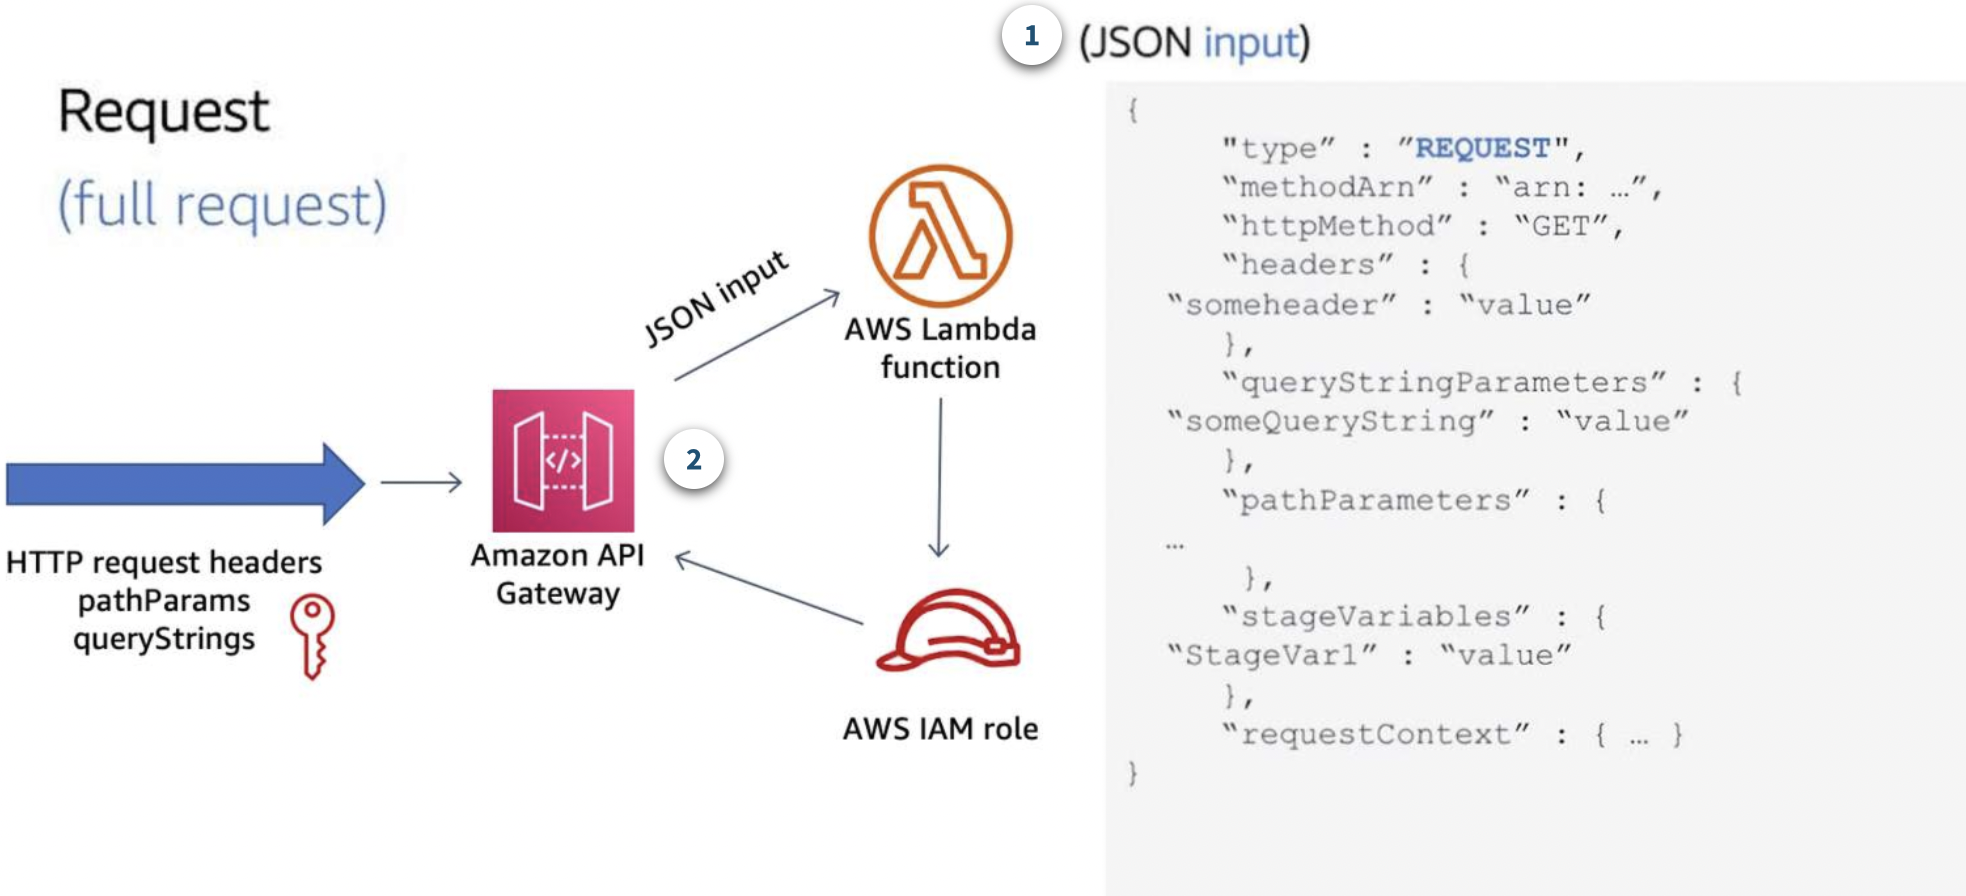 Request
(full request)
HTTP request headers
pathParams
queryStrings
</>
Amazon API
Gateway
2
JSON input
AWS Lambda
function
AWS IAM role
1
(JSON input)
{
"type” : ”REQUEST",
“methodArn” : “arn: …”,
“httpMethod” : “GET”,
“headers” : {
“someheader” : “value”
},
“queryStringParameters” : {
“someQueryString” : “value”
},
“pathParameters” : {
…
},
“stageVariables” : {
“StageVar1” : “value”
},
“requestContext” : { … }
}